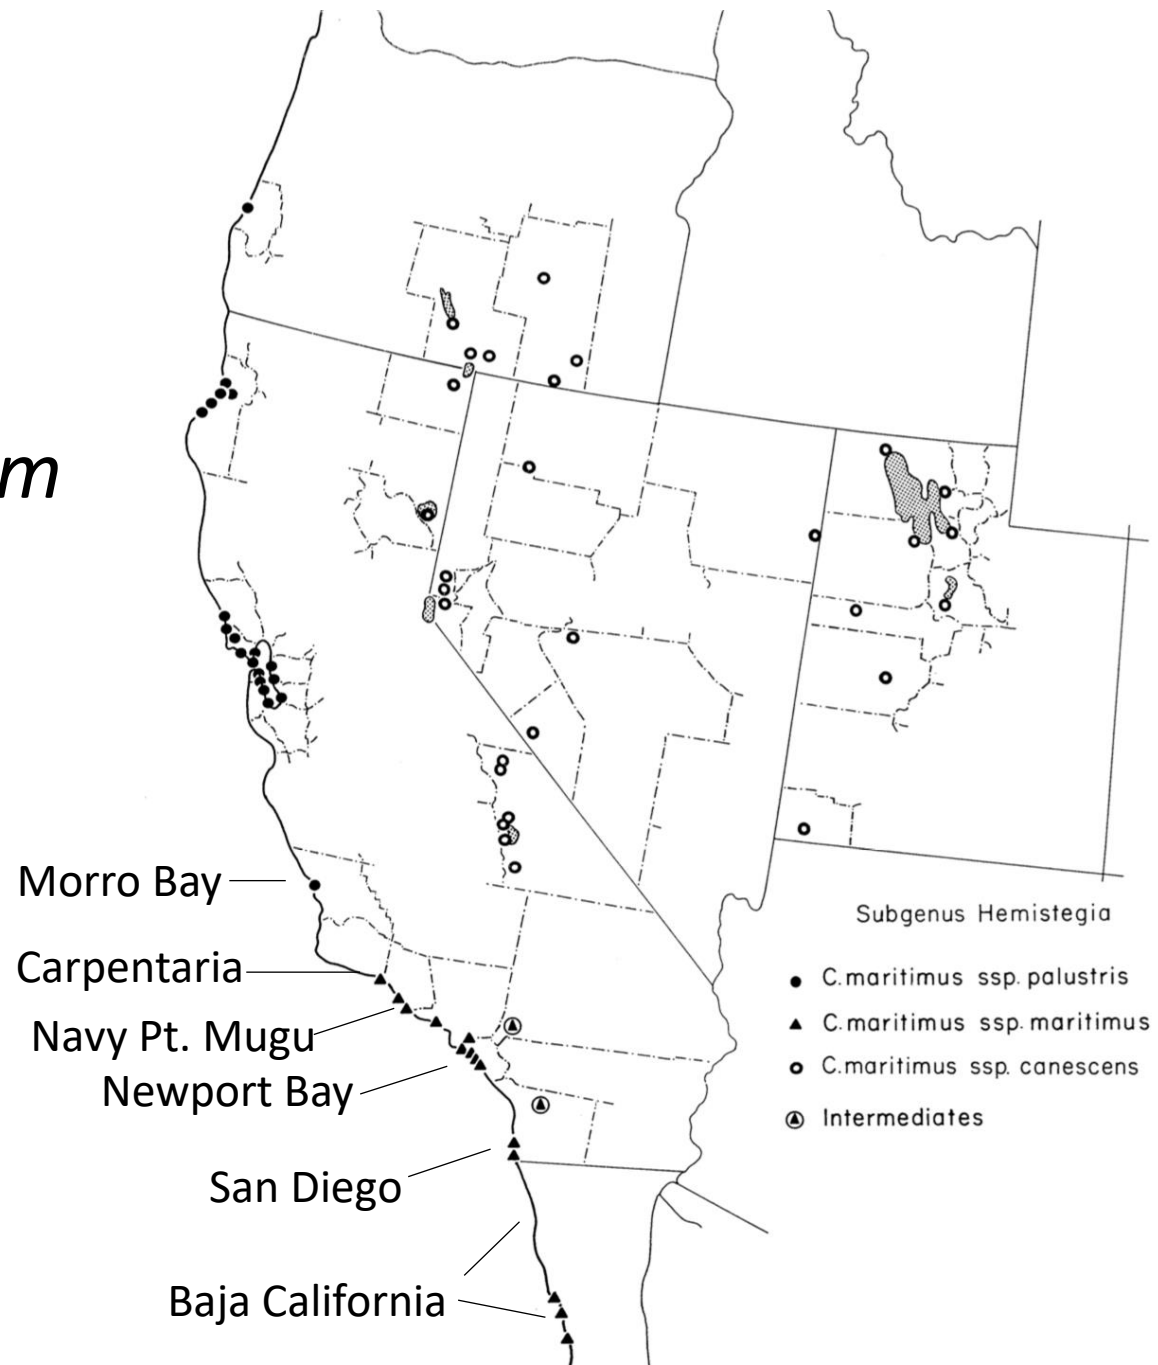 m
Morro Bay
Carpentaria
Navy Pt. Mugu
Newport Bay
San Diego
Baja California
Subgenus Hemistegia
C. maritimus ssp. palustris
C. maritimus ssp. maritimus
C. maritimus ssp. canescens
Intermediates